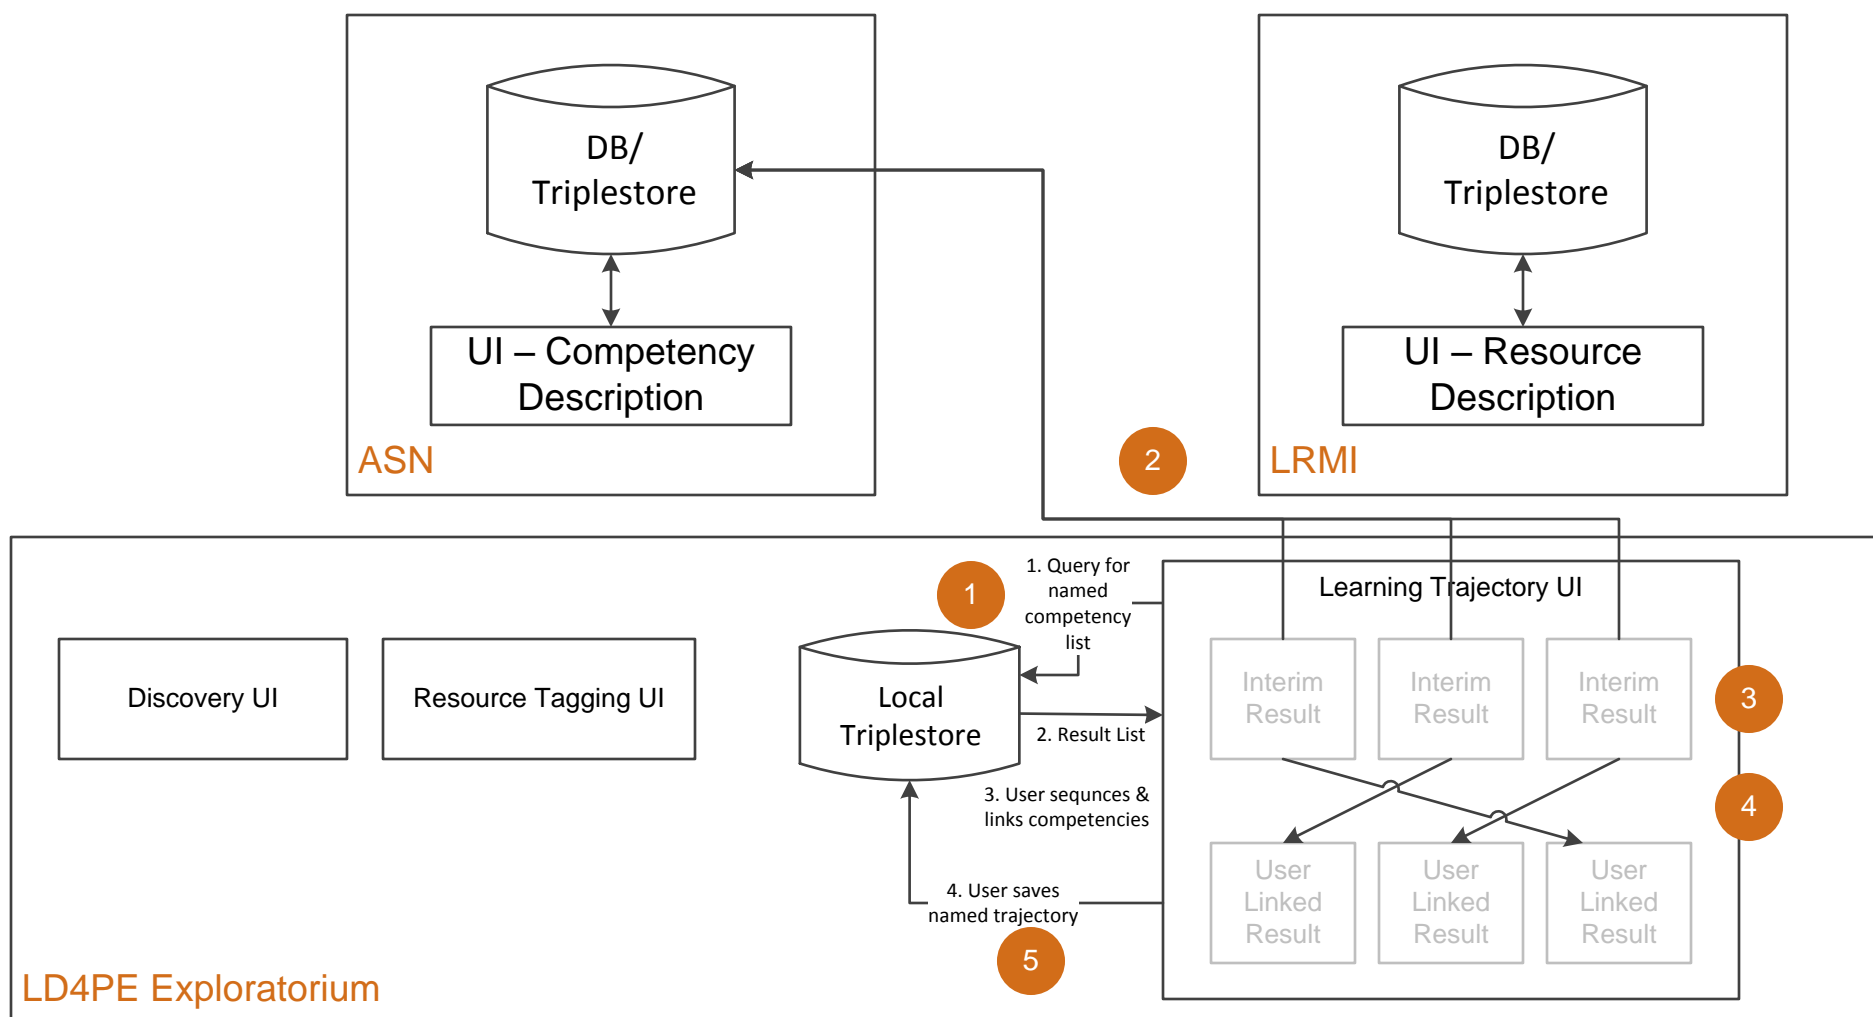 DB/
Triplestore
UI – Competency
Description
ASN
DB/
Triplestore
UI – Resource
Description
LRMI
2
1
1. Query for
named
competency
list
Learning Trajectory UI
Discovery UI
Resource Tagging UI
Local
Triplestore
2. Result List
Interim
Result
Interim
Result
Interim
Result
3
3. User sequnces &
links competencies
4
4. User saves
named trajectory
5
User
Linked
Result
User
Linked
Result
User
Linked
Result
LD4PE Exploratorium